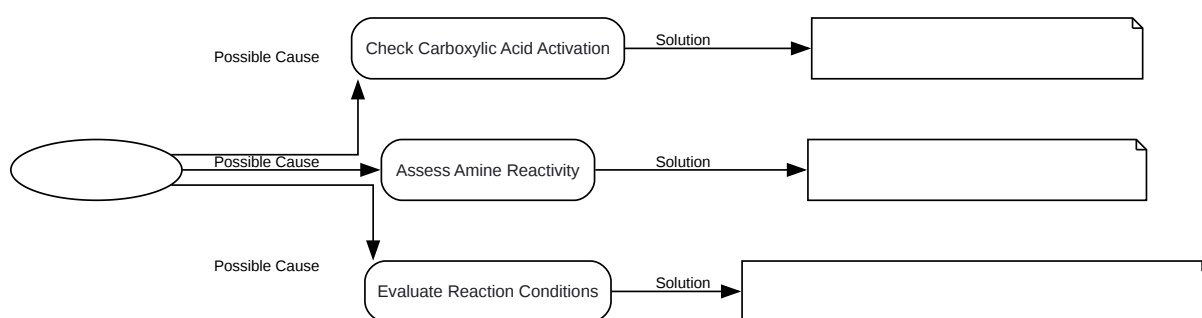 Possible Cause
Check Carboxylic Acid Activation
Solution
Possible Cause
Assess Amine Reactivity
Solution
Possible Cause
Evaluate Reaction Conditions
Solution